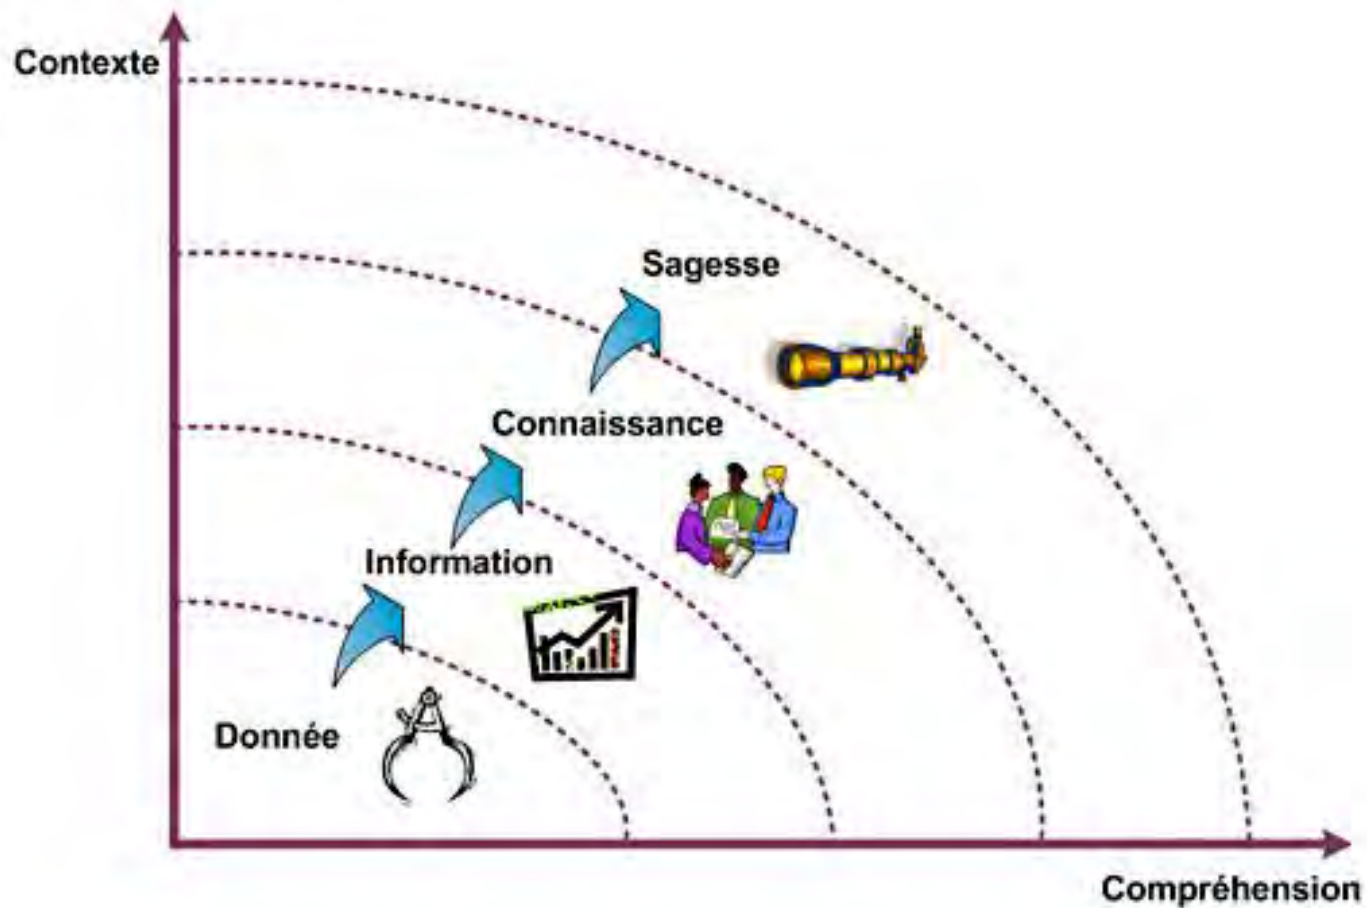 Contexte
Sagesse
Connaissance
Information
Donnée
Compréhension